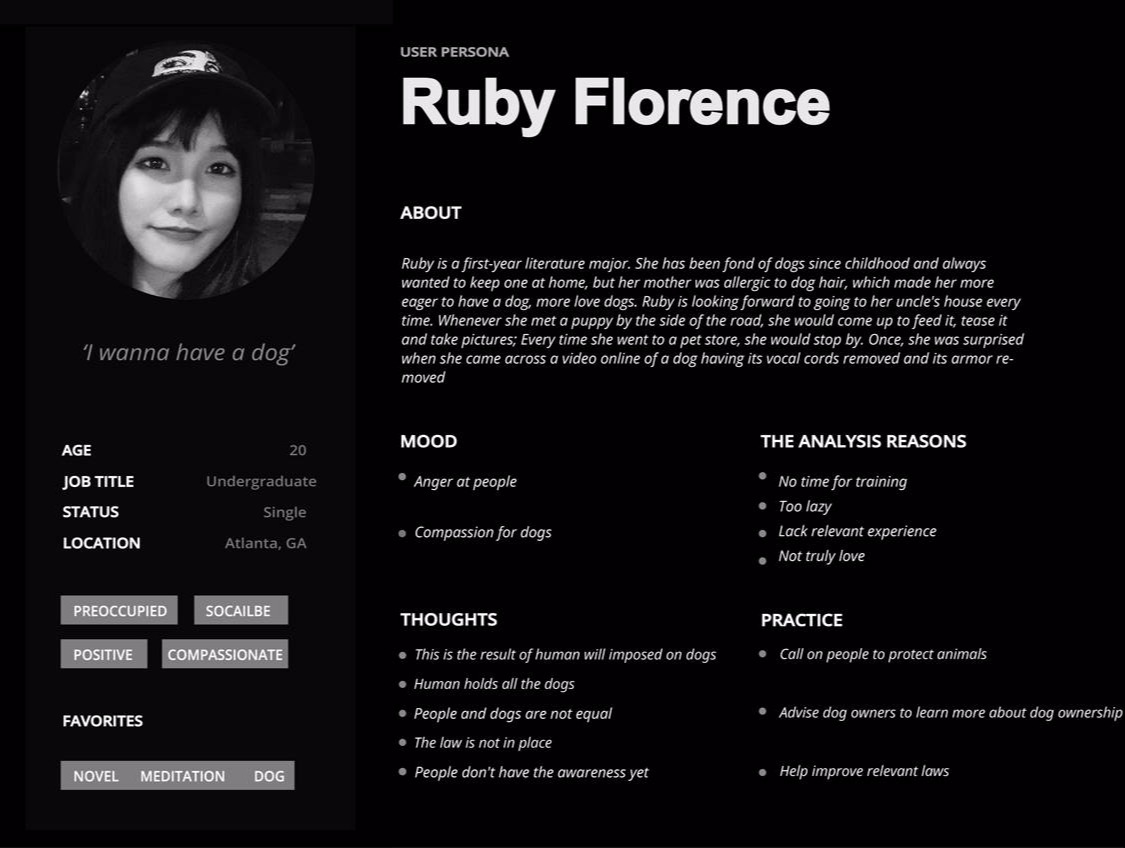 USER PERSONA
Ruby Florence
‘I wanna have a dog’
AGE 20
JOB TITLE Undergraduate
STATUS Single
LOCATION Atlanta, GA
PREOCCUPIED SOCAILBE
POSITIVE COMPASSIONATE
FAVORITES
NOVEL MEDITATION DOG
ABOUT
Ruby is a first-year literature major. She has been fond of dogs since childhood and always
wanted to keep one at home, but her mother was allergic to dog hair, which made her more
eager to have a dog, more love dogs. Ruby is looking forward to going to her uncle's house every
time. Whenever she met a puppy by the side of the road, she would come up to feed it, tease it
and take pictures; Every time she went to a pet store, she would stop by. Once, she was surprised
when she came across a video online of a dog having its vocal cords removed and its armor re-
moved
MOOD
Anger at people
Compassion for dogs
THE ANALYSIS REASONS
No time for training
Too lazy
Lack relevant experience
Not truly love
THOUGHTS
This is the result of human will imposed on dogs
Human holds all the dogs
People and dogs are not equal
The law is not in place
People don't have the awareness yet
PRACTICE
Call on people to protect animals
Advise dog owners to learn more about dog ownership
Help improve relevant laws